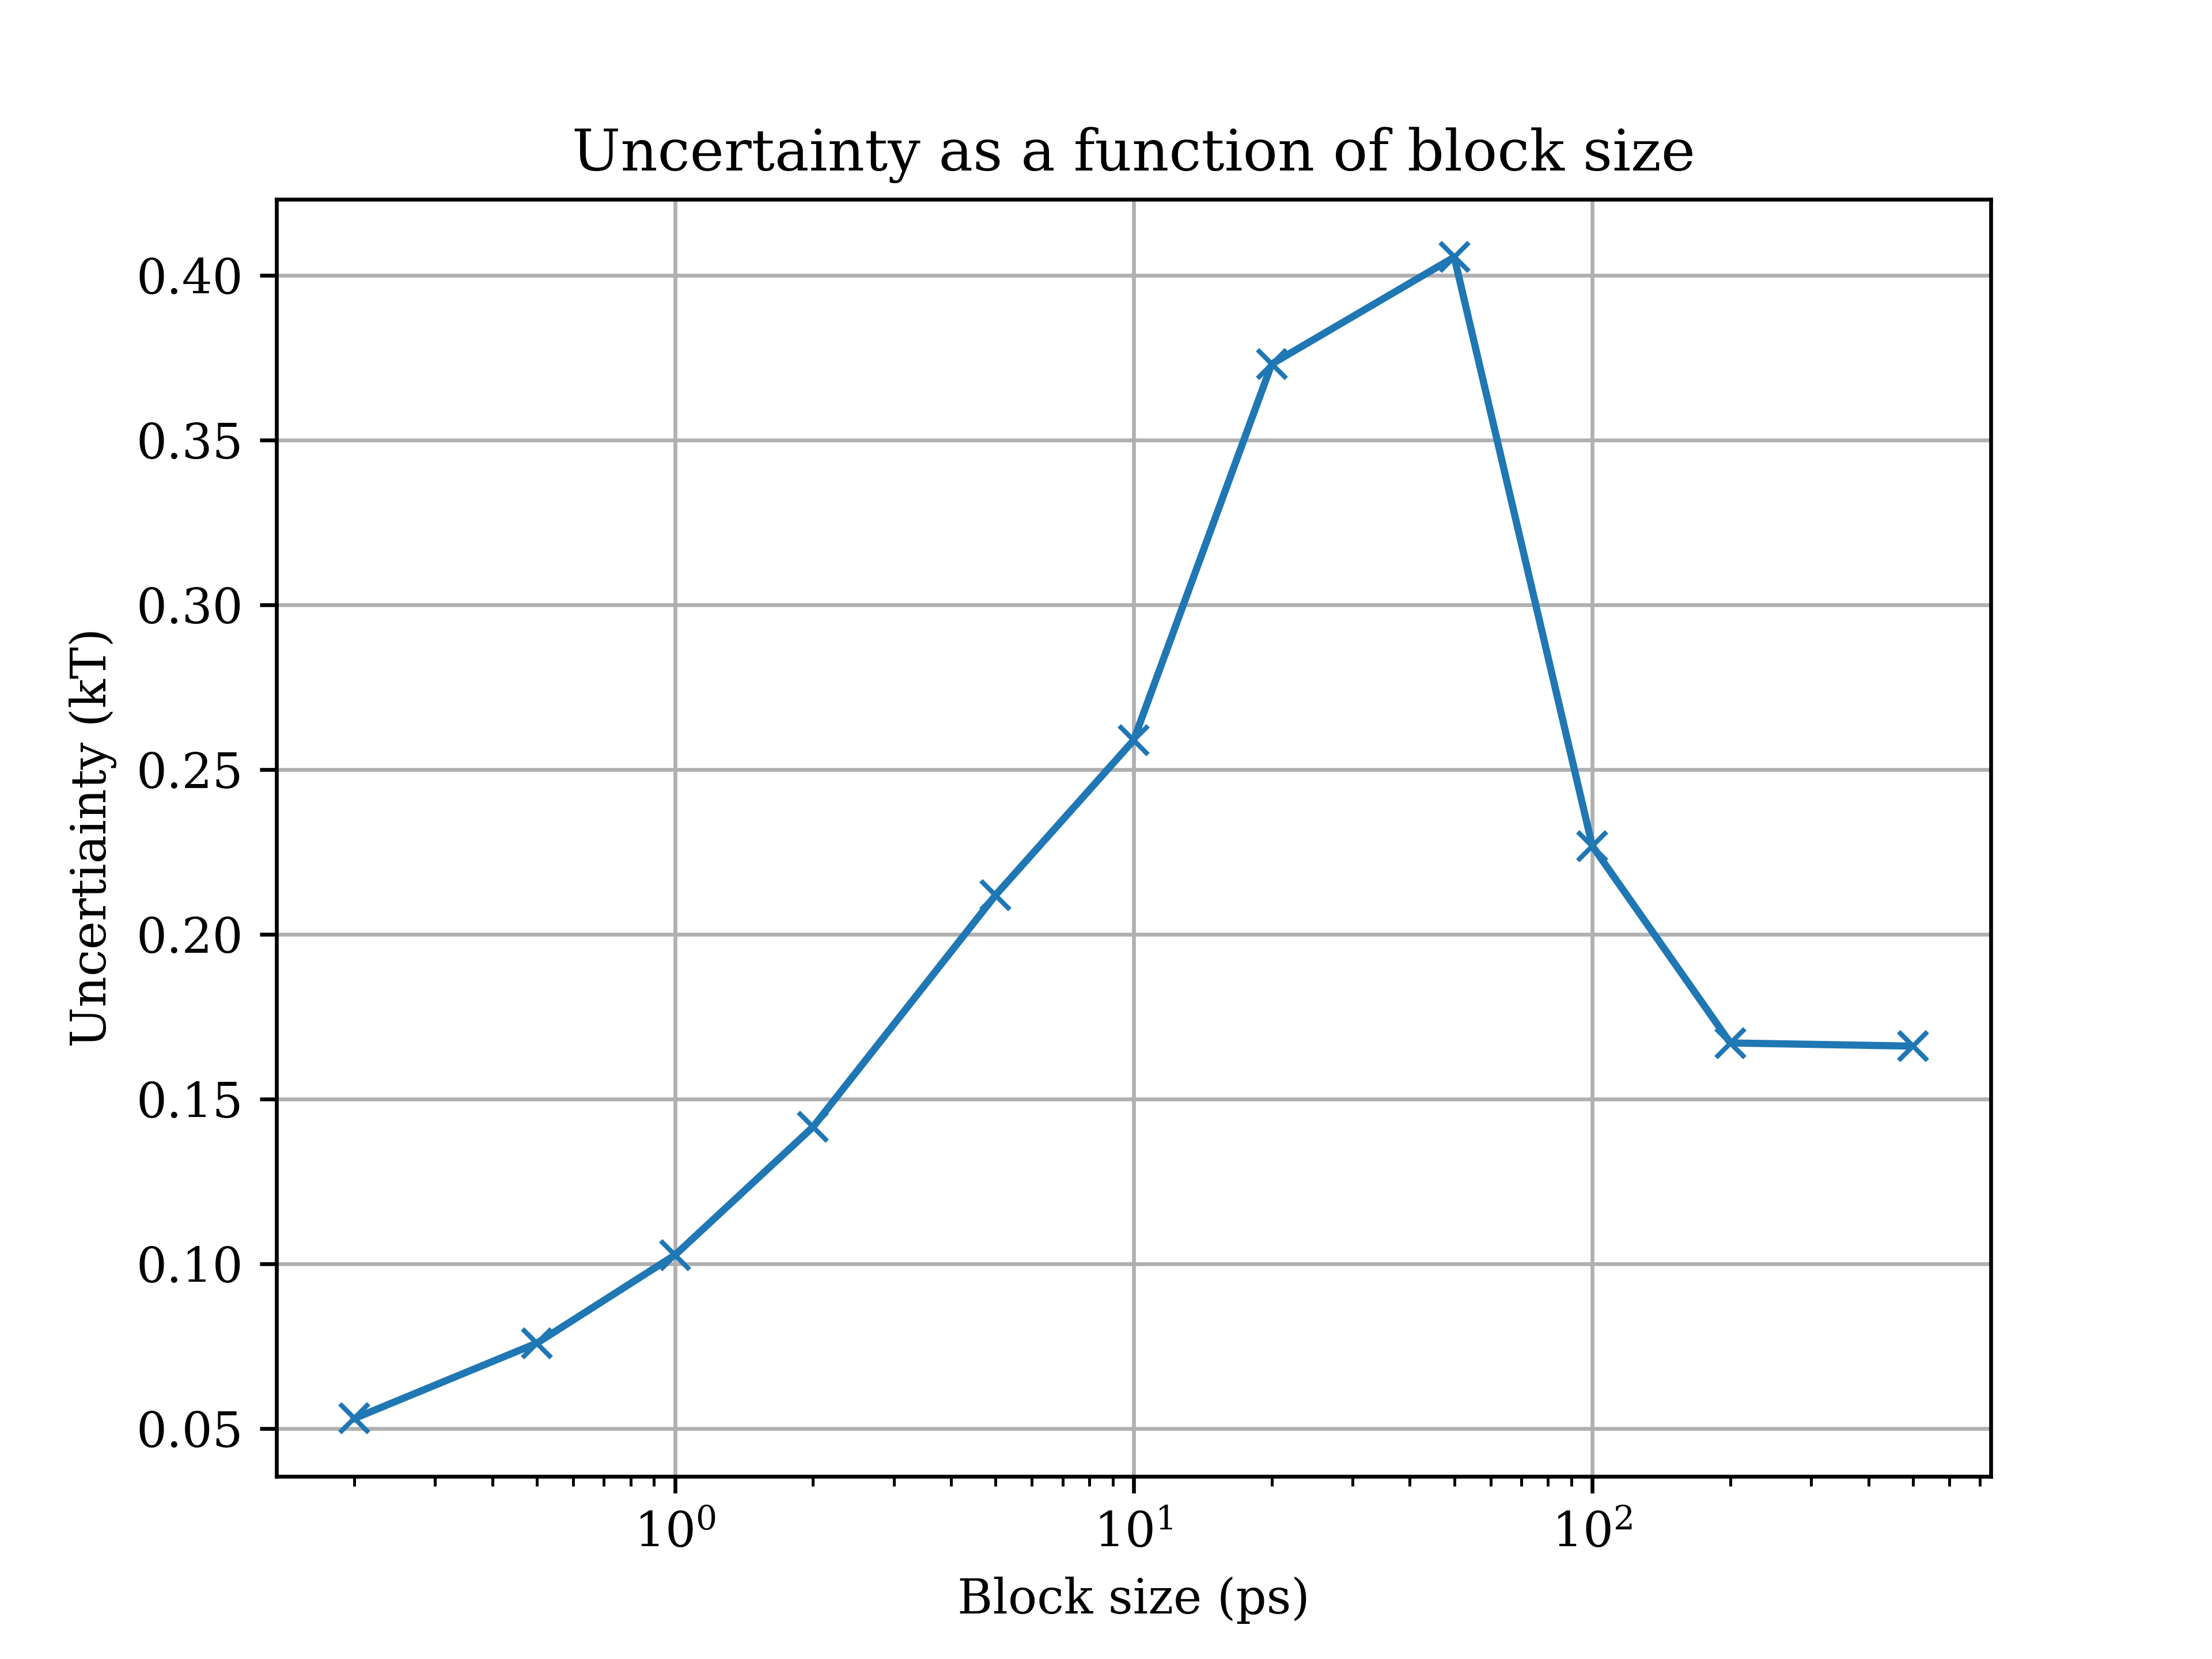 Uncertainty as a function of block size
Uncertiainty (kT)
0.40
0.35
0.30
0.25
0.20
0.15
0.10
0.05
10⁰ 10¹ 10²
Block size (ps)